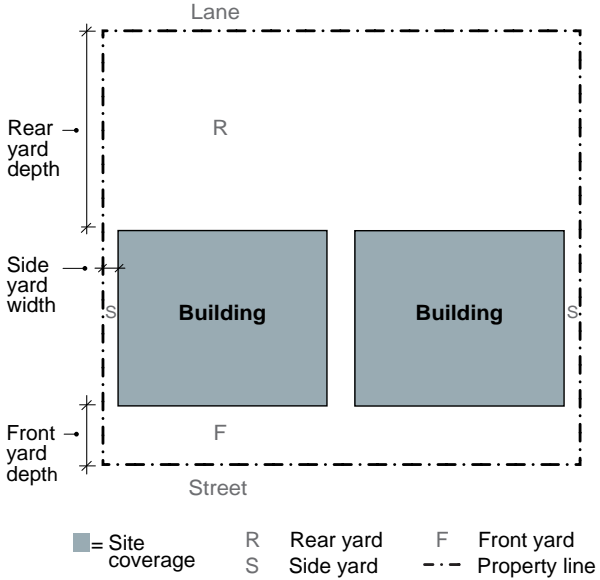 Lane
Rear
yard
depth
R
Side
yard
width
S
Building
Building
S
Front
yard
depth
F
Street
= Site
coverage
R Rear yard
S Side yard
F Front yard
Property line